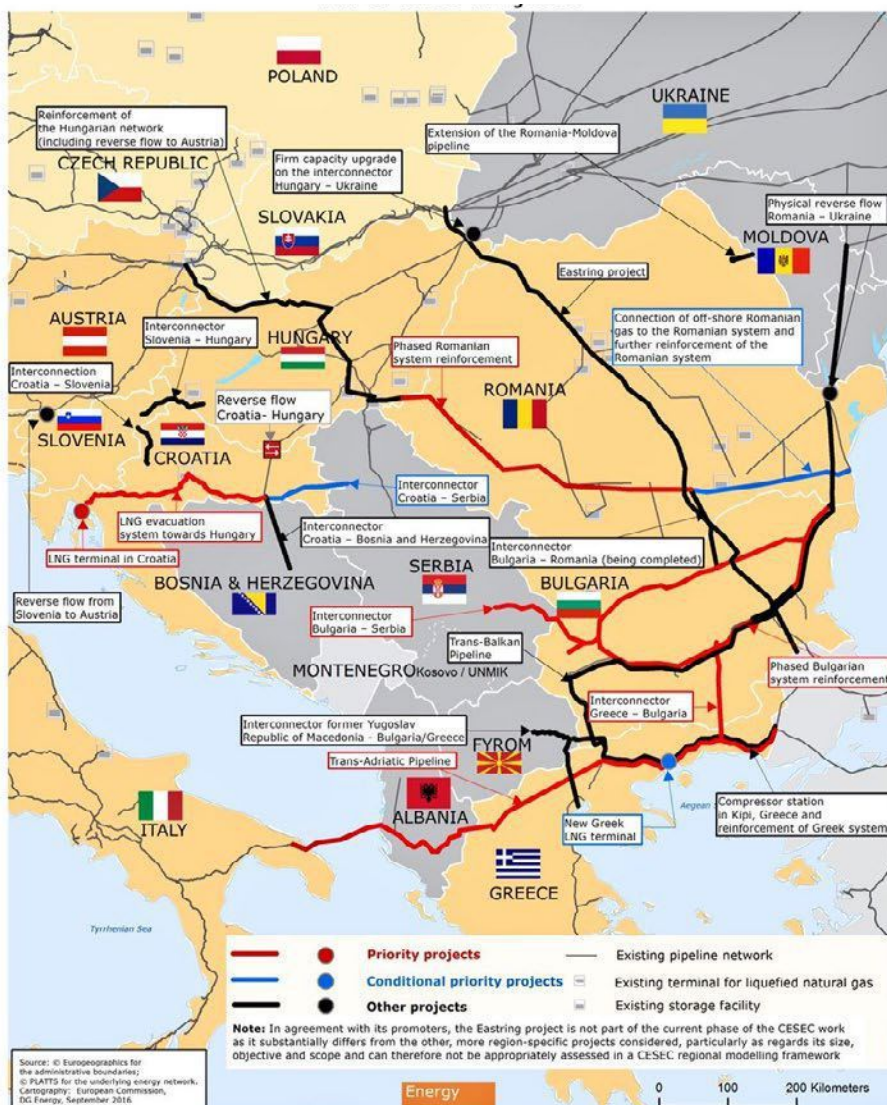 POLAND
UKRAINE
Reinforcement of
the Hungarian network
(including reverse flow to Austria)
Extension of the Romania-Moldova
pipeline
CZECH REPUBLIC
Firm capacity upgrade
on the interconnector
Hungary – Ukraine
SLOVAKIA
Physical reverse flow
Romania – Ukraine
MOLDOVA
Eastring project
AUSTRIA
Interconnector
Slovenia – Hungary
HUNGARY
Phased Romanian
system reinforcement
Connection of off-shore Romanian
gas to the Romanian system and
further reinforcement of the
Romanian system
Interconnection
Croatia – Slovenia
Reverse flow
Croatia- Hungary
ROMANIA
SLOVENIA
CROATIA
Interconnector
Croatia – Serbia
LNG evacuation
system towards Hungary
LNG terminal in Croatia
Interconnector
Croatia – Bosnia and Herzegovina
Interconnector
Bulgaria – Romania (being completed)
SERBIA
BOSNIA & HERZEGOVINA
BULGARIA
Reverse flow from
Slovenia to Austria
Interconnector
Bulgaria – Serbia
Trans-Balkan
Pipeline
MONTENEGRO
Kosovo / UNMIK
Phased Bulgarian
system reinforcement
Interconnector
Greece – Bulgaria
Interconnector former Yugoslav
Republic of Macedonia - Bulgaria/Greece
FYROM
Trans-Adriatic Pipeline
ALBANIA
ITALY
Aegean
New Greek
LNG terminal
Compressor station
in Kipi, Greece and
reinforcement of Greek system
GREECE
Tyrrhenian Sea
Priority projects
Existing pipeline network
Conditional priority projects
Existing terminal for liquefied natural gas
Other projects
Existing storage facility
Note: In agreement with its promoters, the Eastring project is not part of the current phase of the CESEC work
as it substantially differs from the other, more region-specific projects considered, particularly as regards its size,
objective and scope and can therefore not be appropriately assessed in a CESEC regional modelling framework
Source: © Eurogeographics for
the administrative boundaries;
© PLATTS for the underlying energy network.
Cartography: European Commission,
DG Energy, September 2016
Energy
0 100 200 Kilometers